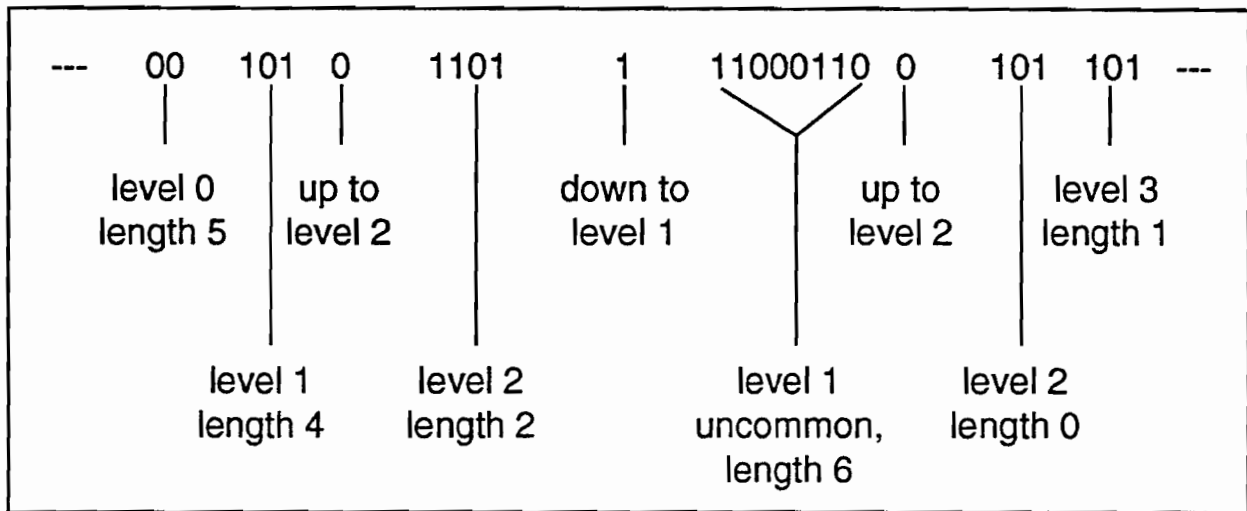 --- 00 101 0 1101 1 11000110 0 101 101 ---
level 0 up to down to up to level 3
length 5 level 2 level 1 level 2 length 1
level 1 level 2 level 1 level 2
length 4 length 2 uncommon, length 0
length 6